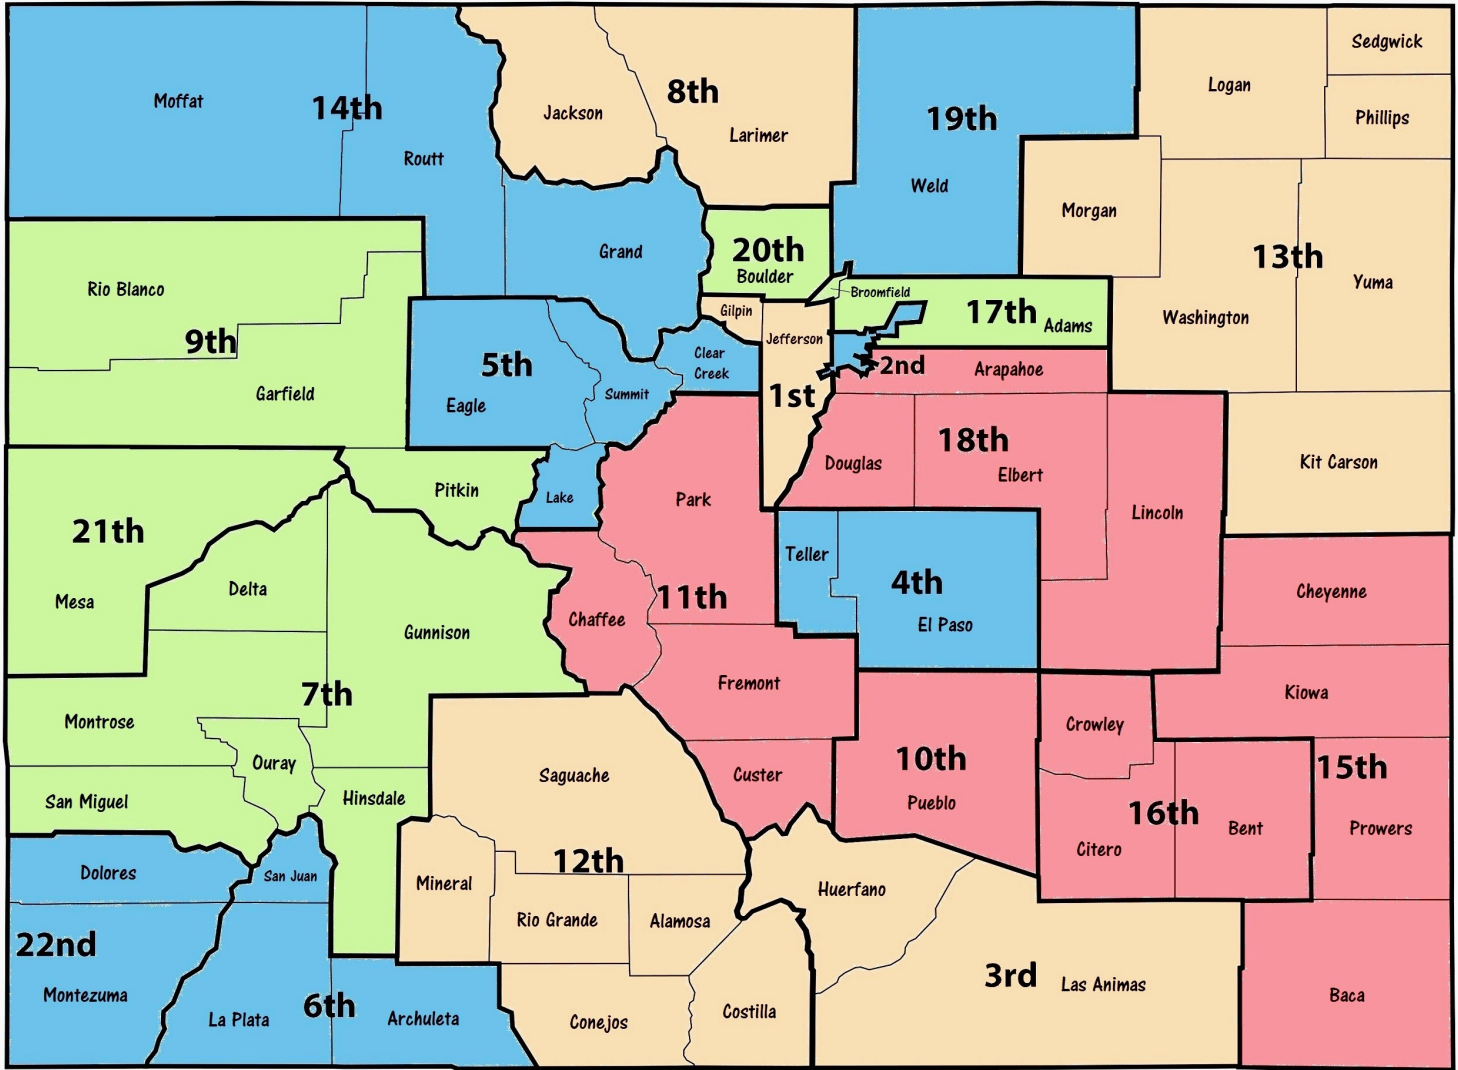 Sedgwick
Logan
Moffat
14th
8th
Jackson
Larimer
19th
Phillips
Routt
Weld
Morgan
Grand
20th
Boulder
13th
Rio Blanco
Yuma
Broomfield
17th
Adams
Gilpin
Washington
9th
Jefferson
5th
Clear
Creek
2nd
Arapahoe
Garfield
Eagle
Summit
1st
18th
Douglas
Elbert
Kit Carson
Pitkin
Lake
Park
Lincoln
21th
Teller
4th
Mesa
Delta
Cheyenne
11th
Chaffee
Gunnison
El Paso
7th
Fremont
Kiowa
Montrose
Crowley
Ouray
Saguache
Custer
10th
15th
San Miguel
Hinsdale
Pueblo
16th
Bent
Prowers
Citero
12th
Dolores
San Juan
Mineral
Huerfano
Rio Grande
Alamosa
22nd
3rd
Las Animas
Montezuma
6th
Baca
La Plata
Archuleta
Conejos
Costilla